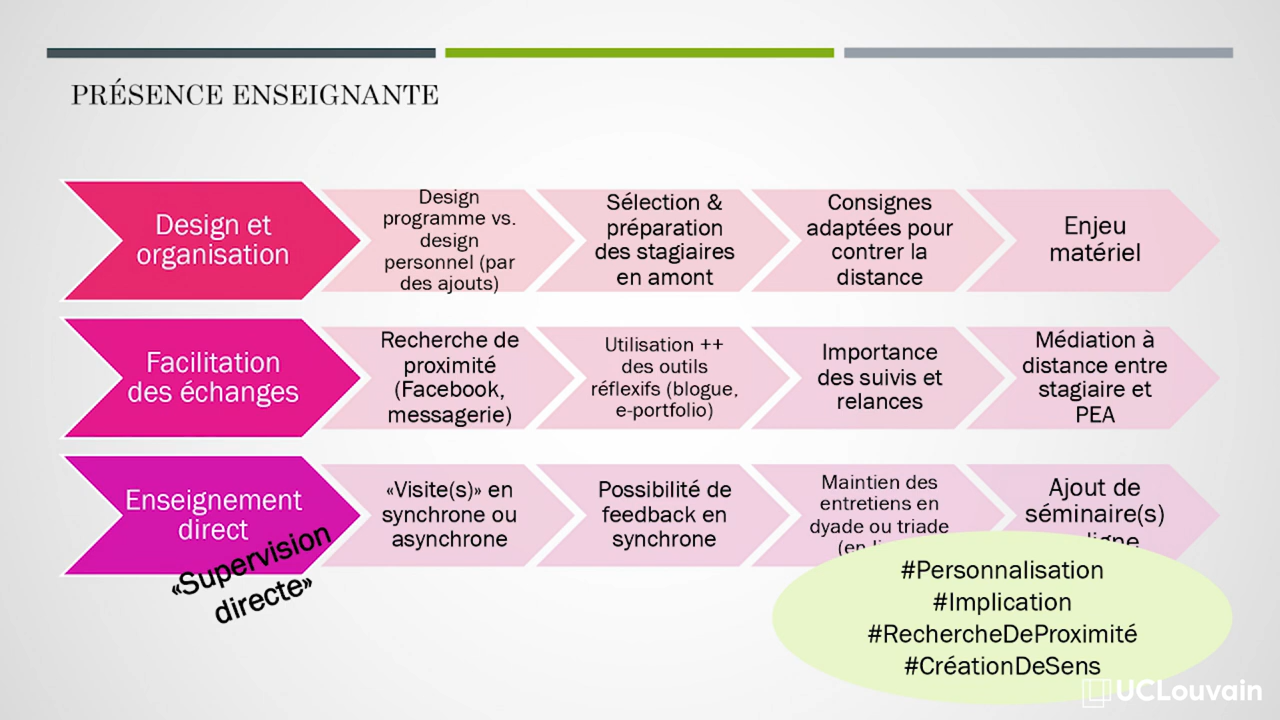 PRÉSENCE ENSEIGNANTE
Design et
organisation
Design
programme vs.
design
personnel (par
des ajouts)
Sélection &
préparation
des stagiaires
en amont
Consignes
adaptées pour
contrer la
distance
Enjeu
matériel
Facilitation
des échanges
Recherche de
proximité
(Facebook,
messagerie)
Utilisation ++
des outils
réflexifs (blogue,
e-portfolio)
Importance
des suivis et
relances
Médiation à
distance entre
stagiaire et
PEA
Enseignement
direct
«Supervision
directe»
«Visite(s)» en
synchrone ou
asynchrone
Possibilité de
feedback en
synchrone
Maintien des
entretiens en
dyade ou triade
Ajout de
séminaire(s)
#Personnalisation
#Implication
#RechercheDeProximité
#CréationDeSens
UCLouvain